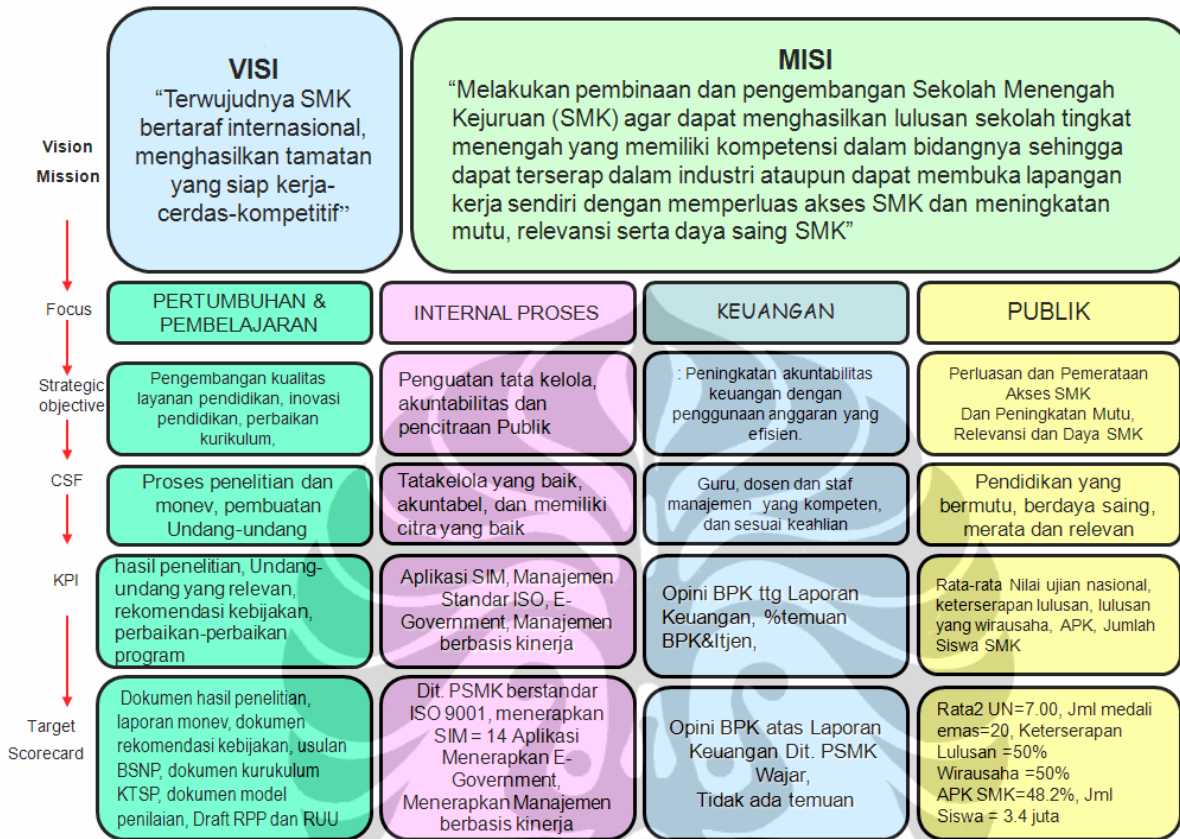 VISI
“Terwujudnya SMK
bertaraf internasional,
menghasilkan tamatan
yang siap kerja-
cerdas-kompetitif”
MISI
“Melakukan pembinaan dan pengembangan Sekolah Menengah
Kejuruan (SMK) agar dapat menghasilkan lulusan sekolah tingkat
menengah yang memiliki kompetensi dalam bidangnya sehingga
dapat terserap dalam industri ataupun dapat membuka lapangan
kerja sendiri dengan memperluas akses SMK dan meningkatan
mutu, relevansi serta daya saing SMK”
Vision
Mission
Focus
PERTUMBUHAN &
PEMBELAJARAN
INTERNAL PROSES
KEUANGAN
PUBLIK
Strategic
objective
Pengembangan kualitas
layanan pendidikan, inovasi
pendidikan, perbaikan
kurikulum,
Penguatan tata kelola,
akuntabilitas dan
pencitraan Publik
: Peningkatan akuntabilitas
keuangan dengan
penggunaan anggaran yang
efisien.
Perluasan dan Pemerataan
Akses SMK
Dan Peningkatan Mutu,
Relevansi dan Daya SMK
CSF
Proses penelitian dan
monev, pembuatan
Undang-undang
Tatakelola yang baik,
akuntabel, dan memiliki
citra yang baik
Guru, dosen dan staf
manajemen yang kompeten,
dan sesuai keahlian
Pendidikan yang
bermutu, berdaya saing,
merata dan relevan
KPI
hasil penelitian, Undang-
undang yang relevan,
rekomendasi kebijakan,
perbaikan-perbaikan
program
Aplikasi SIM, Manajemen
Standar ISO, E-
Government, Manajemen
berbasis kinerja
Opini BPK ttg Laporan
Keuangan, %temuan
BPK&Itjen,
Rata-rata Nilai ujian nasional,
keterserapan lulusan, lulusan
yang wirausaha, APK, Jumlah
Siswa SMK
Target
Scorecard
Dokumen hasil penelitian,
laporan monev, dokumen
rekomendasi kebijakan, usulan
BSNP, dokumen kurukulum
KTSP, dokumen model
penilaian, Draft RPP dan RUU
Dit. PSMK berstandar
ISO 9001, menerapkan
SIM = 14 Aplikasi
Menerapkan E-
Government,
Menerapkan Manajemen
berbasis kinerja
Opini BPK atas Laporan
Keuangan Dit. PSMK
Wajar,
Tidak ada temuan
Rata2 UN=7.00, Jml medali
emas=20, Keterserapan
Lulusan =50%
Wirausaha =50%
APK SMK=48.2%, Jml
Siswa = 3.4 juta